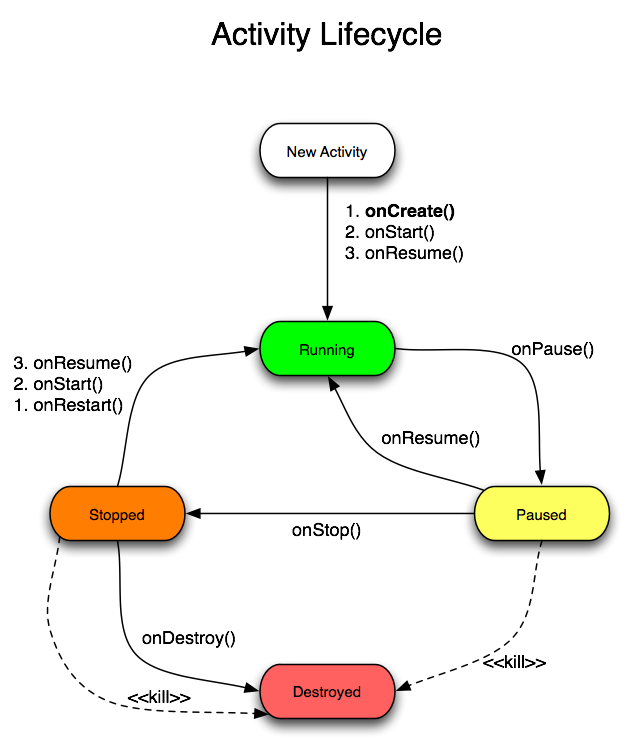 Activity Lifecycle
New Activity
1. onCreate()
2. onStart()
3. onResume()
Running
onPause()
3. onResume()
2. onStart()
1. onRestart()
onResume()
Stopped
Paused
onStop()
onDestroy()
<<kill>>
<<kill>>
Destroyed